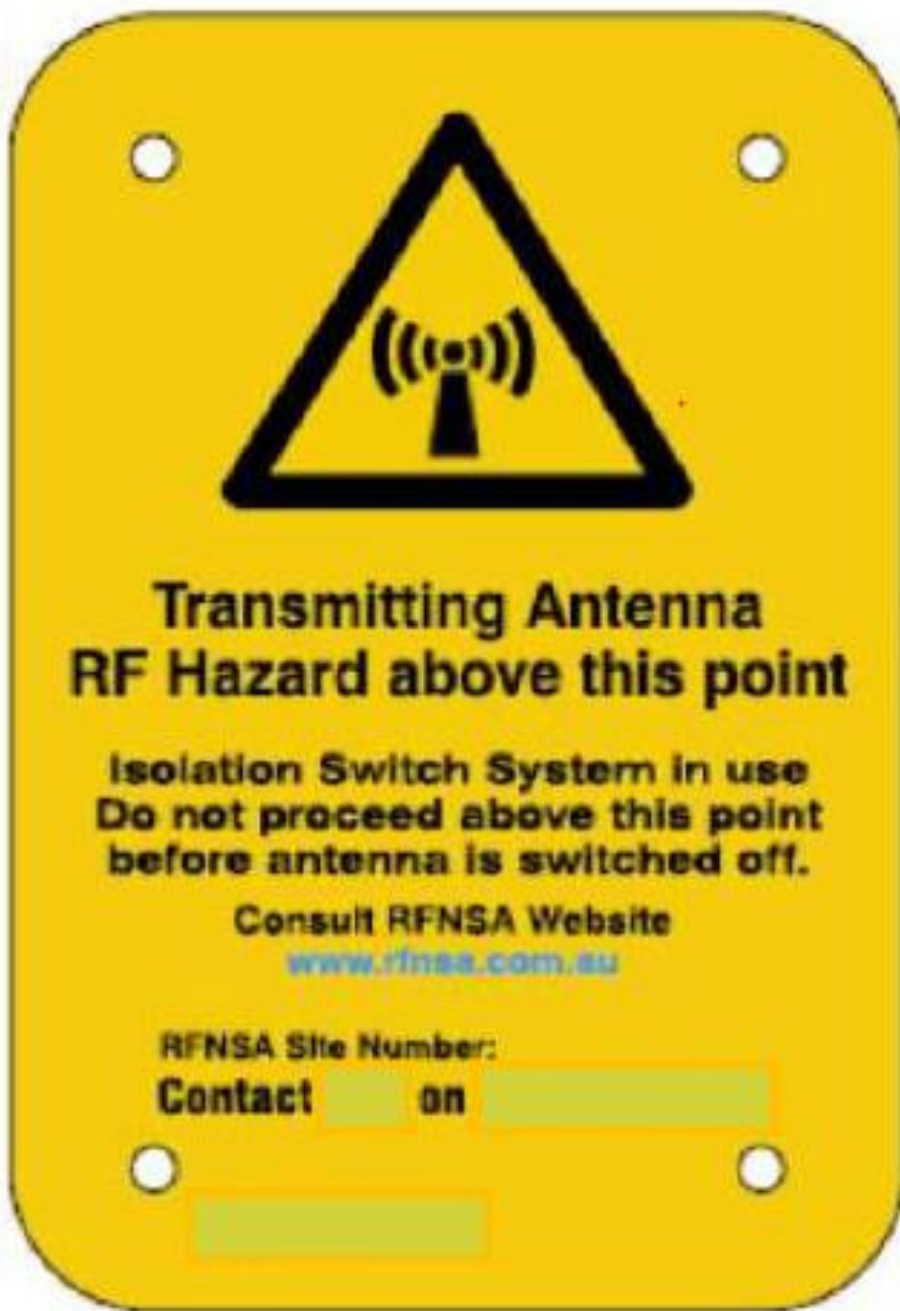 Transmitting Antenna
RF Hazard above this point
Isolation Switch System in use
Do not proceed above this point
before antenna is switched off.
Consult RFNSA Website
www.rfnsa.com.au
RFNSA Site Number:
Contact on